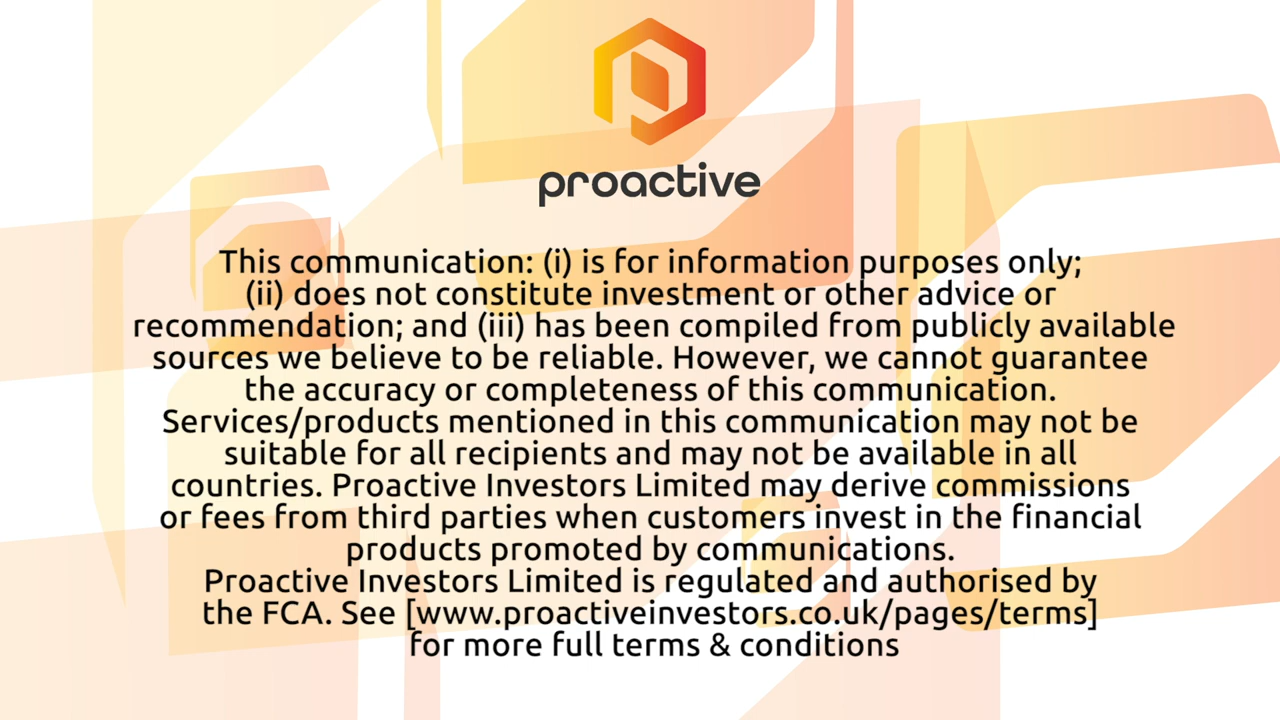 proactive
This communication: (i) is for information purposes only;
(ii) does not constitute investment or other advice or
recommendation; and (iii) has been compiled from publicly available
sources we believe to be reliable. However, we cannot guarantee
the accuracy or completeness of this communication.
Services/products mentioned in this communication may not be
suitable for all recipients and may not be available in all
countries. Proactive Investors Limited may derive commissions
or fees from third parties when customers invest in the financial
products promoted by communications.
Proactive Investors Limited is regulated and authorised by
the FCA. See [www.proactiveinvestors.co.uk/pages/terms]
for more full terms & conditions